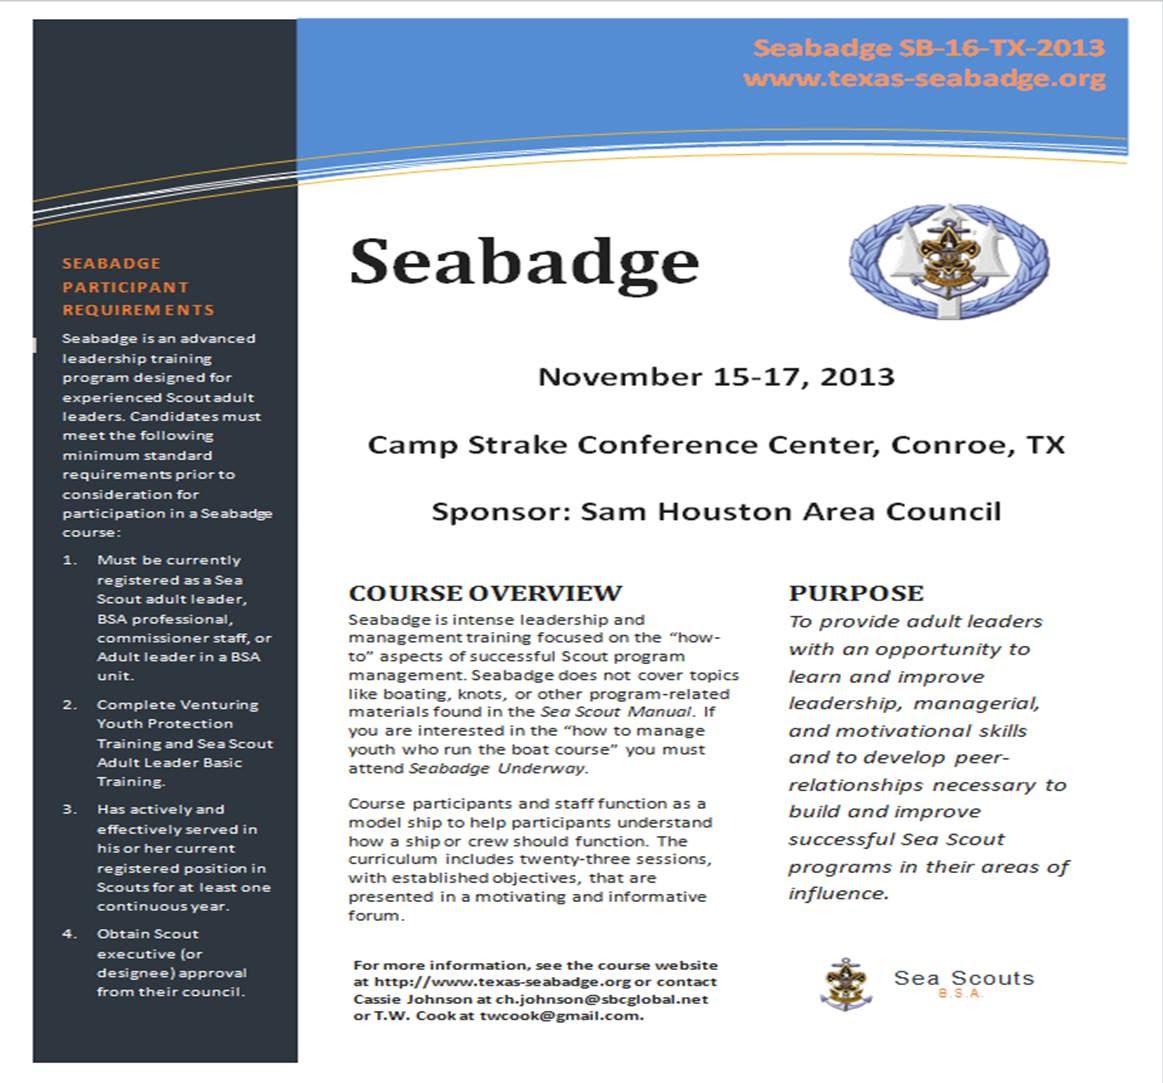 Seabadge SB-16-TX-2013
www.texas-seabadge.org
SEABADGE
PARTICIPANT
REQUIREMENTS
Seabadge is an advanced
leadership training
program designed for
experienced Scout adult
leaders. Candidates must
meet the following
minimum standard
requirements prior to
consideration for
participation in a Seabadge
course:
1. Must be currently
registered as a Sea
Scout adult leader,
BSA professional,
commissioner staff, or
Adult leader in a BSA
unit.
2. Complete Venturing
Youth Protection
Training and Sea Scout
Adult Leader Basic
Training.
3. Has actively and
effectively served in
his or her current
registered position in
Scouts for at least one
continuous year.
4. Obtain Scout
executive (or
designee) approval
from their council.
Seabadge
November 15-17, 2013
Camp Strake Conference Center, Conroe, TX
Sponsor: Sam Houston Area Council
COURSE OVERVIEW
Seabadge is intense leadership and
management training focused on the “how-
to” aspects of successful Scout program
management. Seabadge does not cover topics
like boating, knots, or other program-related
materials found in the Sea Scout Manual. If
you are interested in the “how to manage
youth who run the boat course” you must
attend Seabadge Underway.
Course participants and staff function as a
model ship to help participants understand
how a ship or crew should function. The
curriculum includes twenty-three sessions,
with established objectives, that are
presented in a motivating and informative
forum.
For more information, see the course website
at http://www.texas-seabadge.org or contact
Cassie Johnson at ch.johnson@sbcglobal.net
or T.W. Cook at twcook@gmail.com.
PURPOSE
To provide adult leaders
with an opportunity to
learn and improve
leadership, managerial,
and motivational skills
and to develop peer-
relationships necessary to
build and improve
successful Sea Scout
programs in their areas of
influence.
Sea Scouts
B.S.A.